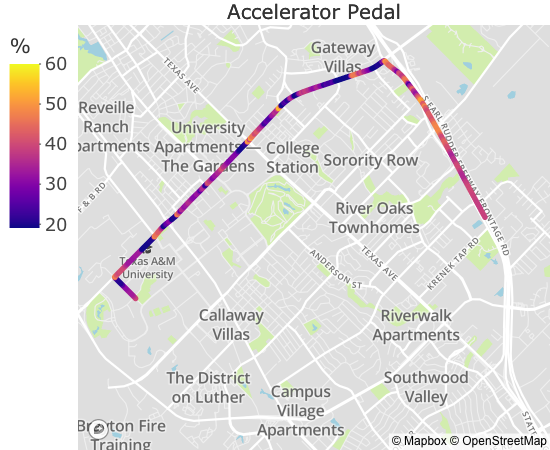 Accelerator Pedal
%
60
50
40
30
20
Gateway
Villas
TEXAS AVE
Reveille
Ranch
partments
University
Apartments
The Gardens
College
Station
Sorority Row
S EARL RUDDER FREEWAY FRONTAGE RD
F & B RD
River Oaks
Townhomes
Texas A&M
University
ANDERSON ST
TEXAS AVE
KRENEK TAP RD
Callaway
Villas
Riverwalk
Apartments
The District
on Luther
Campus
Village
Apartments
Southwood
Valley
STATE
Brayton Fire
Training
© Mapbox © OpenStreetMap